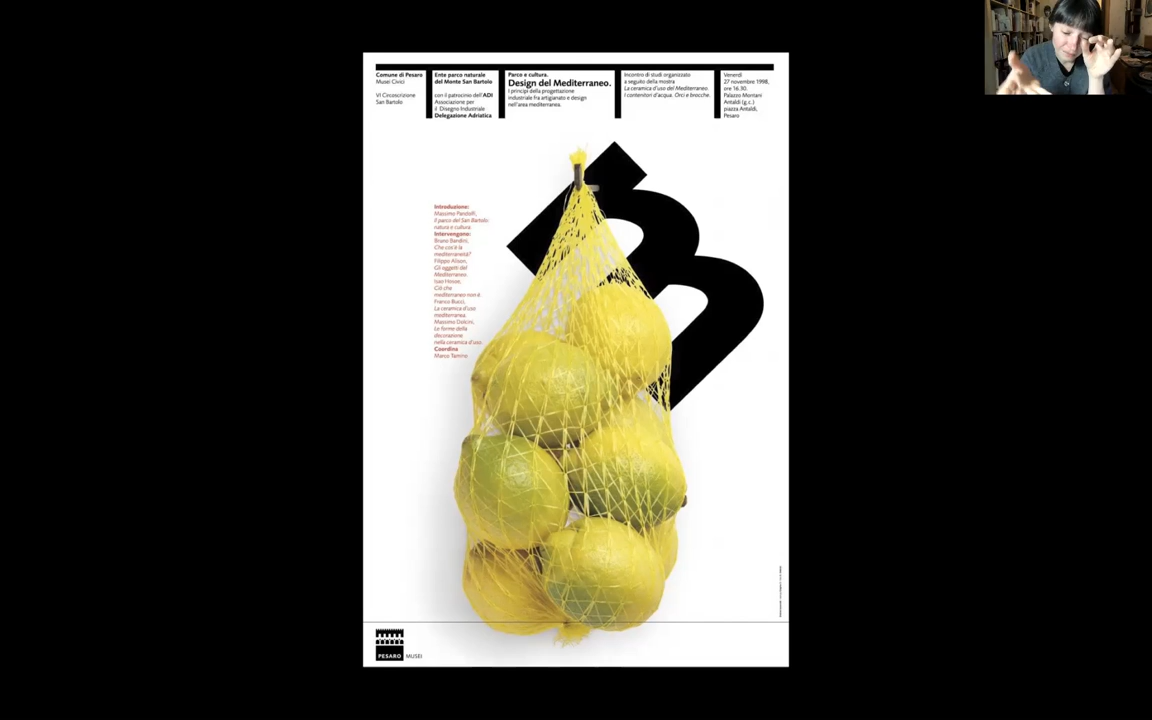 Comune di Pesaro
Musei Civici
VI Circoscrizione
San Bartolo
Ente parco naturale
del Monte San Bartolo
con il patrocinio dell'ADI
Associazione per
il Disegno Industriale
Delegazione Adriatica
Parco e cultura.
Design del Mediterraneo.
I principi della progettazione
industriale fra artigianato e design
nell'area mediterranea.
Incontro di studi organizzato
a seguito della mostra
La ceramica d'uso del Mediterraneo.
I contenitori d'acqua. Orci e brocche.
Venerdì
27 novembre 1998,
ore 16.30.
Palazzo Montani
Antaldi (g.c.)
piazza Antaldi,
Pesaro
Introduzione:
Massimo Pandolfi,
Il parco del San Bartolo:
natura e cultura.
Intervengono:
Bruno Bandini,
Che cos'è la
mediterraneità?
Filippo Alison,
Gli oggetti del
Mediterraneo.
Isao Hosoe,
Ciò che
mediterraneo non è.
Franco Bucci,
La ceramica d'uso
mediterranea.
Massimo Dolcini,
Le forme della
decorazione
nella ceramica d'uso.
Coordina
Marco Tamino
PESARO MUSEI